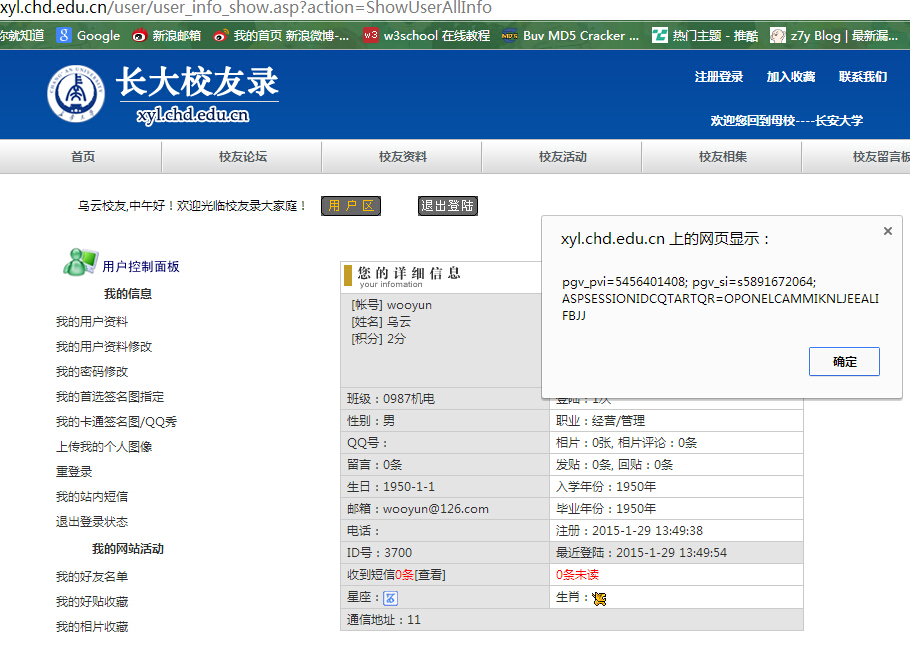 xyl.chd.edu.cn/user/user_info_show.asp?action=ShowUserAllInfo
你就知道 Google 新浪邮箱 我的首页 新浪微博-... w3school 在线教程 Buv MD5 Cracker ... 热门主题 - 推酷 z7y Blog | 最新漏...
长大校友录
xyl.chd.edu.cn
注册登录 加入收藏 联系我们
欢迎您回到母校----长安大学
首页 校友论坛 校友资料 校友活动 校友相集 校友留言板
乌云校友,中午好！欢迎光临校友录大家庭！ 用 户 区 退出登陆
xyl.chd.edu.cn 上的网页显示：
pgv_pvi=5456401408; pgv_si=s5891672064;
ASPSESSIONIDCQTARTQR=OPONELCAMMIKNLJEEALI
FBJJ
确定
用户控制面板
我的信息
我的用户资料
我的用户资料修改
我的密码修改
我的首选签名图指定
我的卡通签名图/QQ秀
上传我的个人图像
重登录
我的站内短信
退出登录状态
我的网站活动
我的好友名单
我的好贴收藏
我的相片收藏
您的详细信息
your infomation
[帐号] wooyun
[姓名] 乌云
[积分] 2分
班级：0987机电 登陆：1次
性别：男 职业：经营/管理
QQ号： 相片：0张, 相片评论：0条
留言：0条 发贴：0条, 回贴：0条
生日：1950-1-1 入学年份：1950年
邮箱：wooyun@126.com 毕业年份：1950年
电话： 注册：2015-1-29 13:49:38
ID号：3700 最近登陆：2015-1-29 13:49:54
收到短信0条[查看] 0条未读
星座： 生肖：
通信地址：11